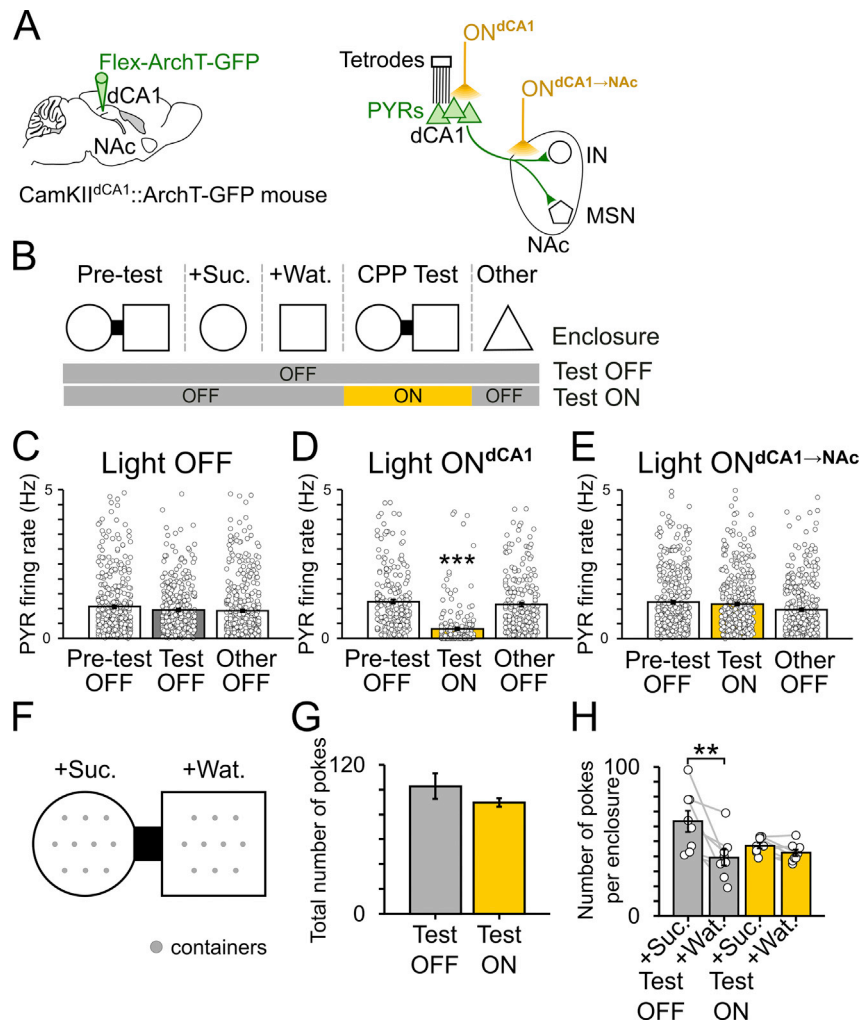 A
Flex-ArchT-GFP
dCA1
NAc
CamKII^dCA1::ArchT-GFP mouse
ON^dCA1
Tetrodes
ON^dCA1→NAc
PYRs
dCA1
IN
MSN
NAc
B
Pre-test +Suc. +Wat. CPP Test Other
Enclosure
OFF Test OFF
OFF ON OFF Test ON
C
Light OFF
PYR firing rate (Hz)
5
0
Pre-test Test Other
OFF OFF OFF
D
Light ON^dCA1
PYR firing rate (Hz)
5
***
0
Pre-test Test Other
OFF ON OFF
E
Light ON^dCA1→NAc
PYR firing rate (Hz)
5
0
Pre-test Test Other
OFF ON OFF
F
+Suc. +Wat.
containers
G
Total number of pokes
120
0
Test Test
OFF ON
H
Number of pokes
per enclosure
100
**
0
+Suc. +Wat. +Suc. +Wat.
Test Test
OFF ON